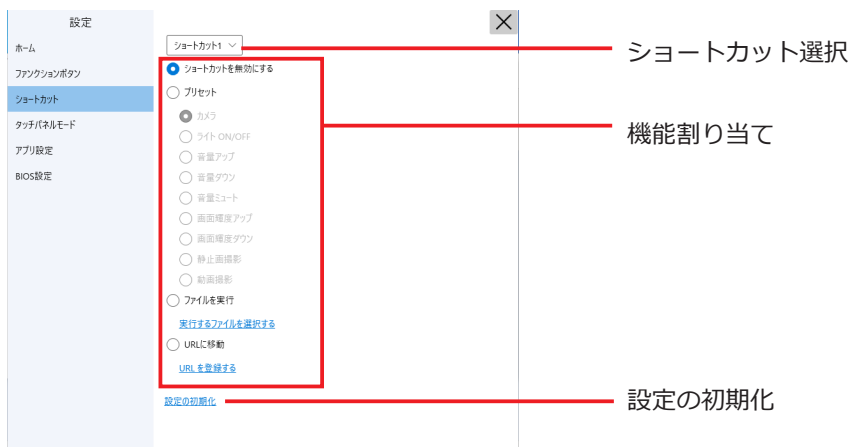 設定
ホーム
ファンクションボタン
ショートカット
タッチパネルモード
アプリ設定
BIOS設定
ショートカット1
ショートカットを無効にする
プリセット
カメラ
ライト ON/OFF
音量アップ
音量ダウン
音量ミュート
画面輝度アップ
画面輝度ダウン
静止画撮影
動画撮影
ファイルを実行
実行するファイルを選択する
URLに移動
URL を登録する
設定の初期化
ショートカット選択
機能割り当て
設定の初期化